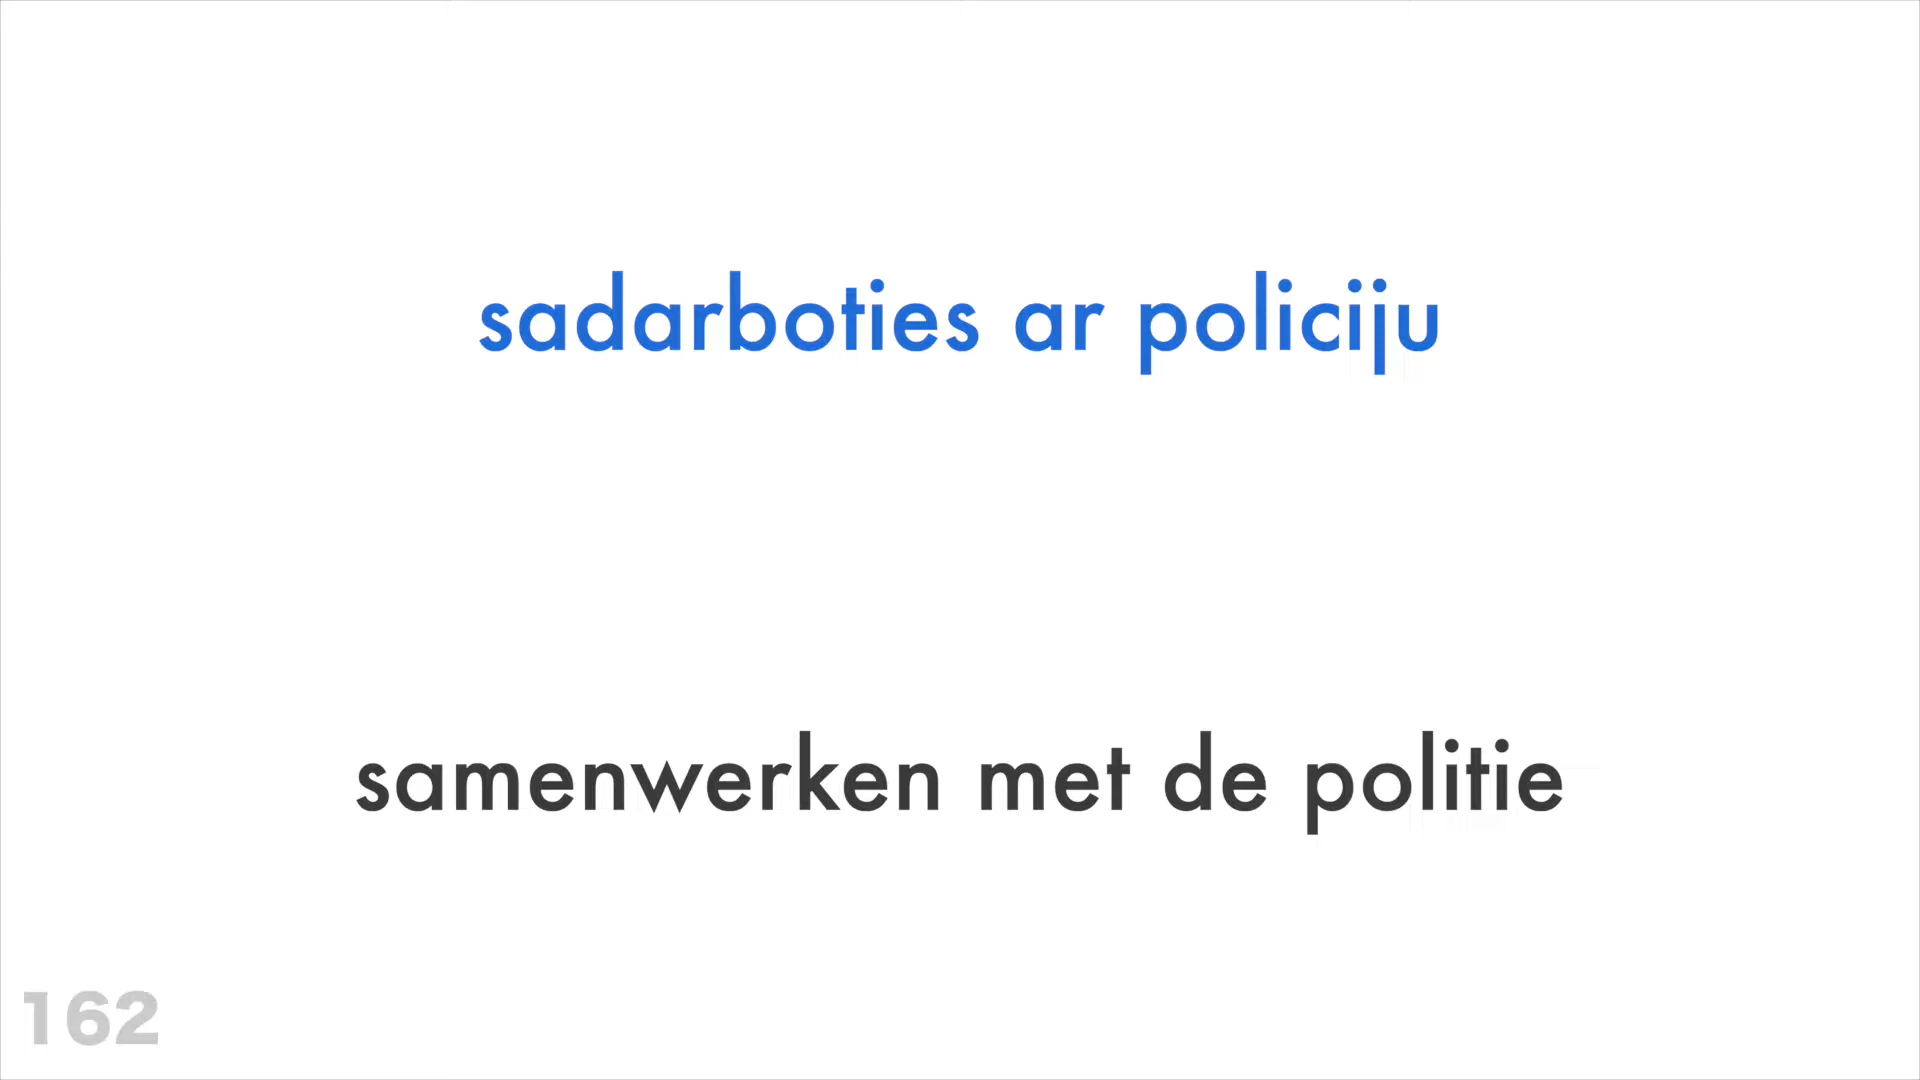 sadarboties ar policiju
samenwerken met de politie
162